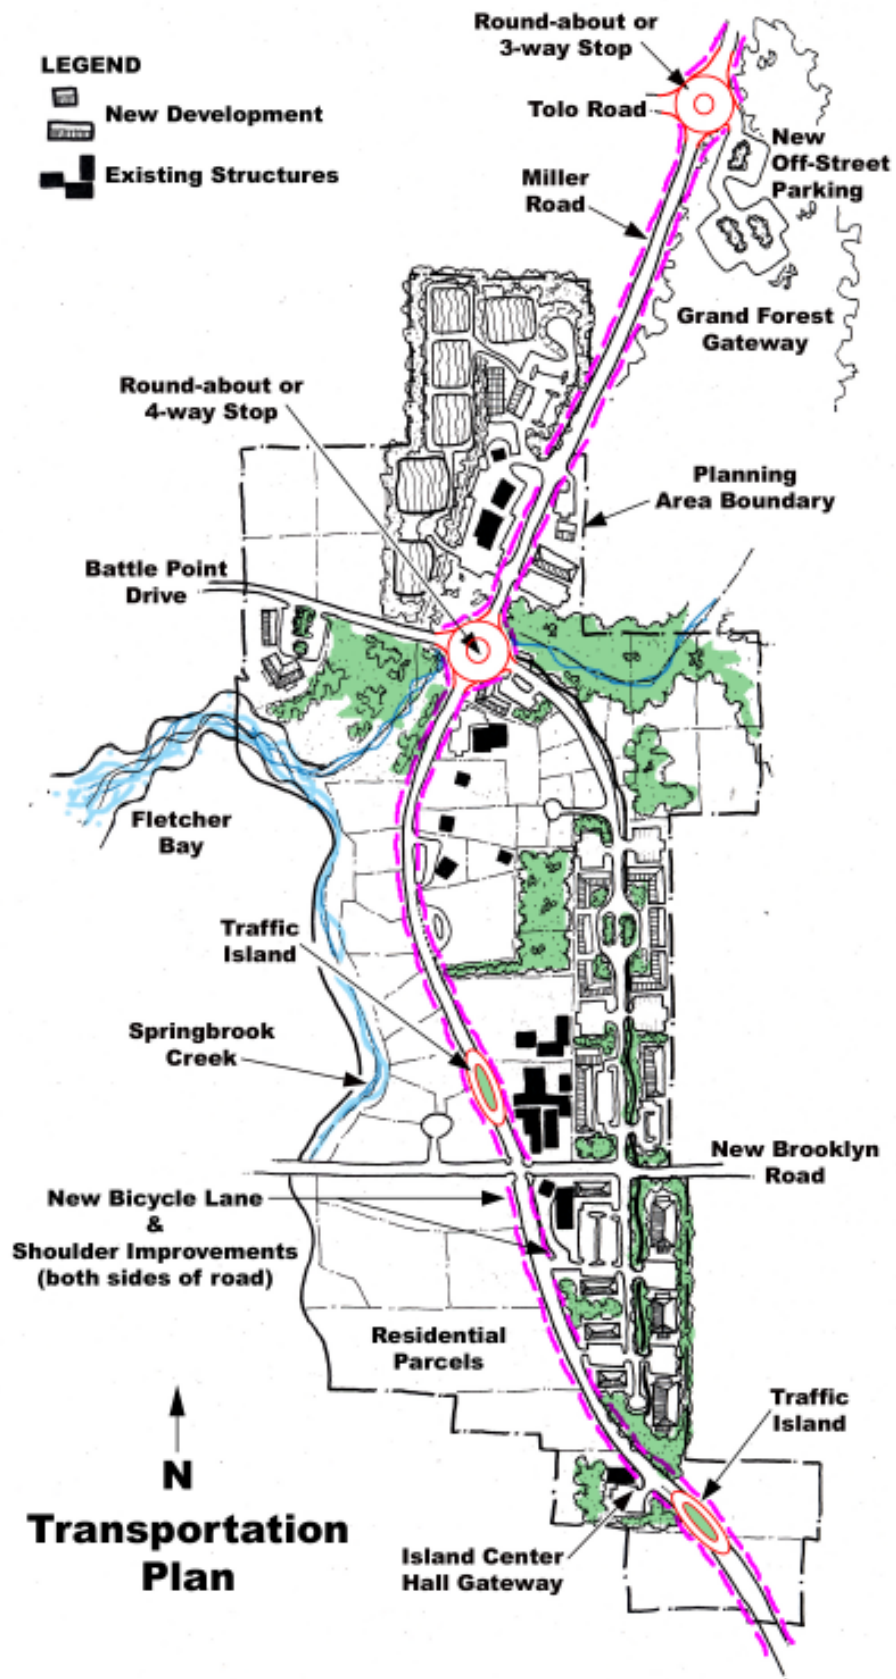 Round-about or
3-way Stop
LEGEND
New Development
Existing Structures
Tolo Road
New
Off-Street
Parking
Miller
Road
Grand Forest
Gateway
Round-about or
4-way Stop
Planning
Area Boundary
Battle Point
Drive
Fletcher
Bay
Traffic
Island
Springbrook
Creek
New Brooklyn
Road
New Bicycle Lane
&
Shoulder Improvements
(both sides of road)
Residential
Parcels
Traffic
Island
N
Transportation
Plan
Island Center
Hall Gateway